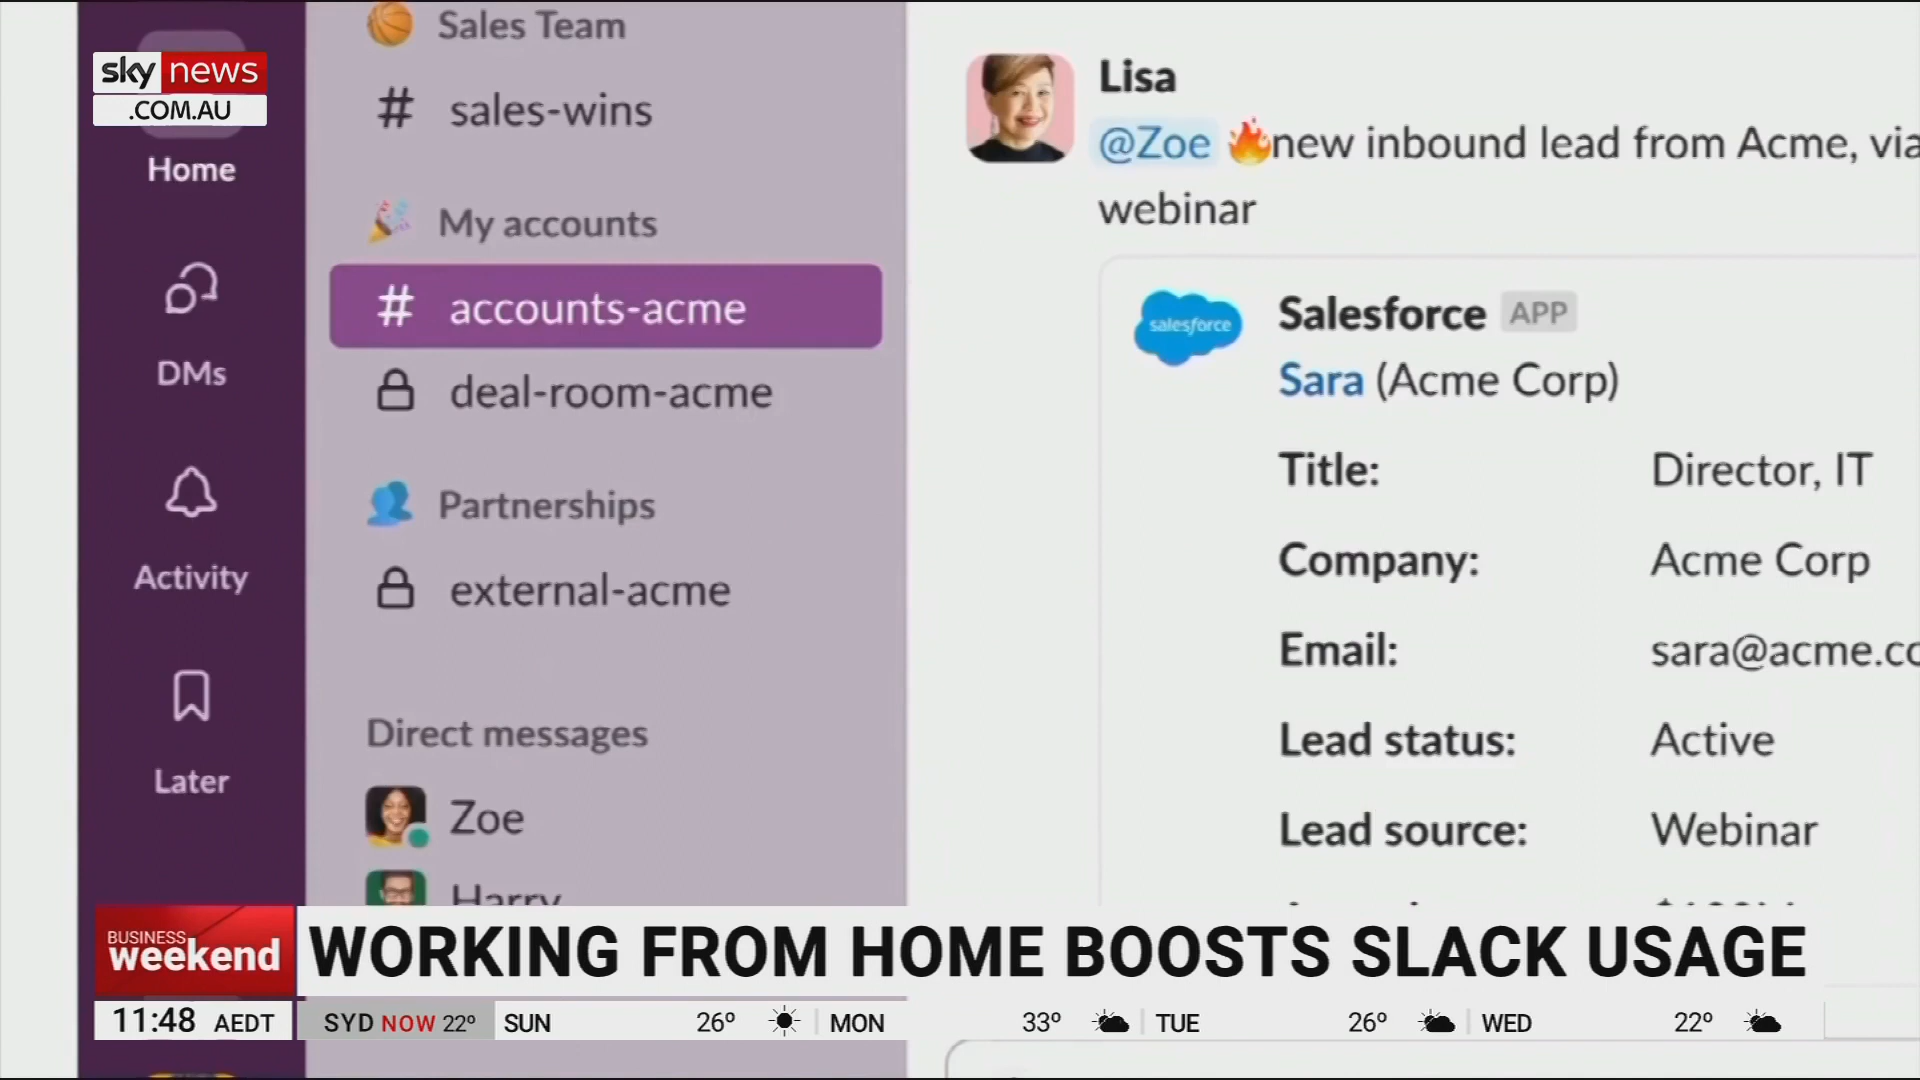 sky news
.COM.AU
Home
DMs
Activity
Later
Sales Team
# sales-wins
My accounts
# accounts-acme
deal-room-acme
Partnerships
external-acme
Direct messages
Zoe
Harry
Lisa
@Zoe 🔥new inbound lead from Acme, via
webinar
salesforce
Salesforce APP
Sara (Acme Corp)
Title: Director, IT
Company: Acme Corp
Email: sara@acme.co
Lead status: Active
Lead source: Webinar
BUSINESS
weekend
WORKING FROM HOME BOOSTS SLACK USAGE
11:48 AEDT SYD NOW 22° SUN 26° MON 33° TUE 26° WED 22°